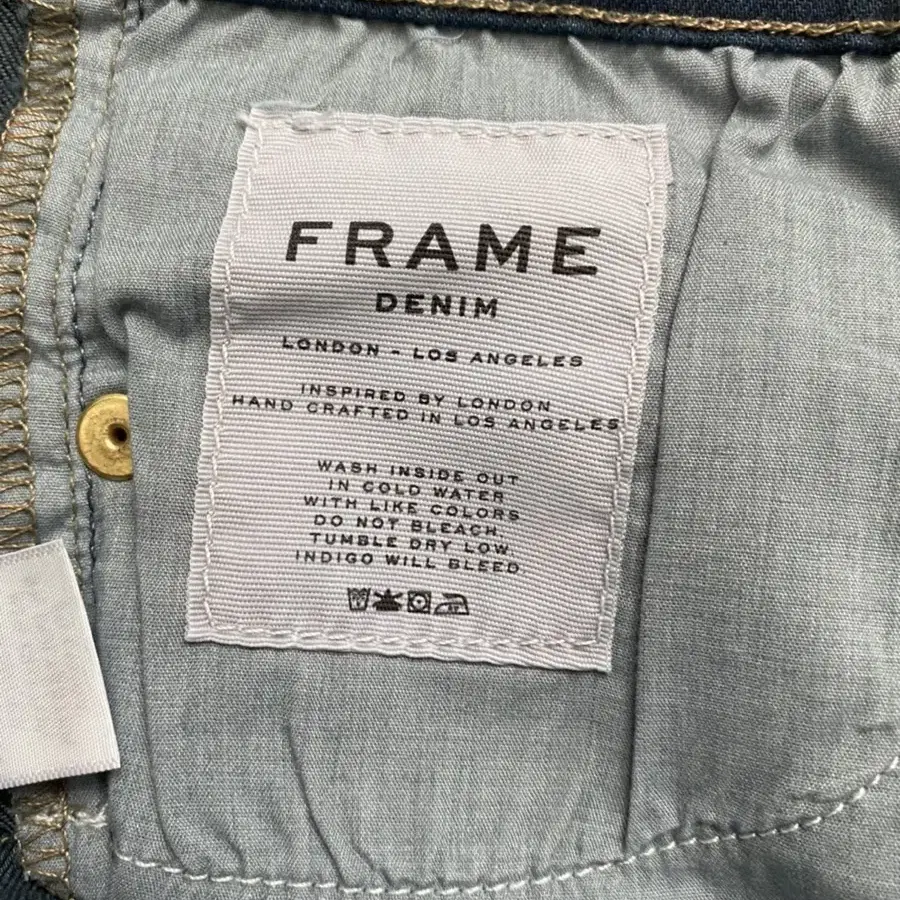 FRAME
DENIM
LONDON - LOS ANGELES
INSPIRED BY LONDON
HAND CRAFTED IN LOS ANGELES
WASH INSIDE OUT
IN COLD WATER
WITH LIKE COLORS
DO NOT BLEACH
TUMBLE DRY LOW
INDIGO WILL BLEED